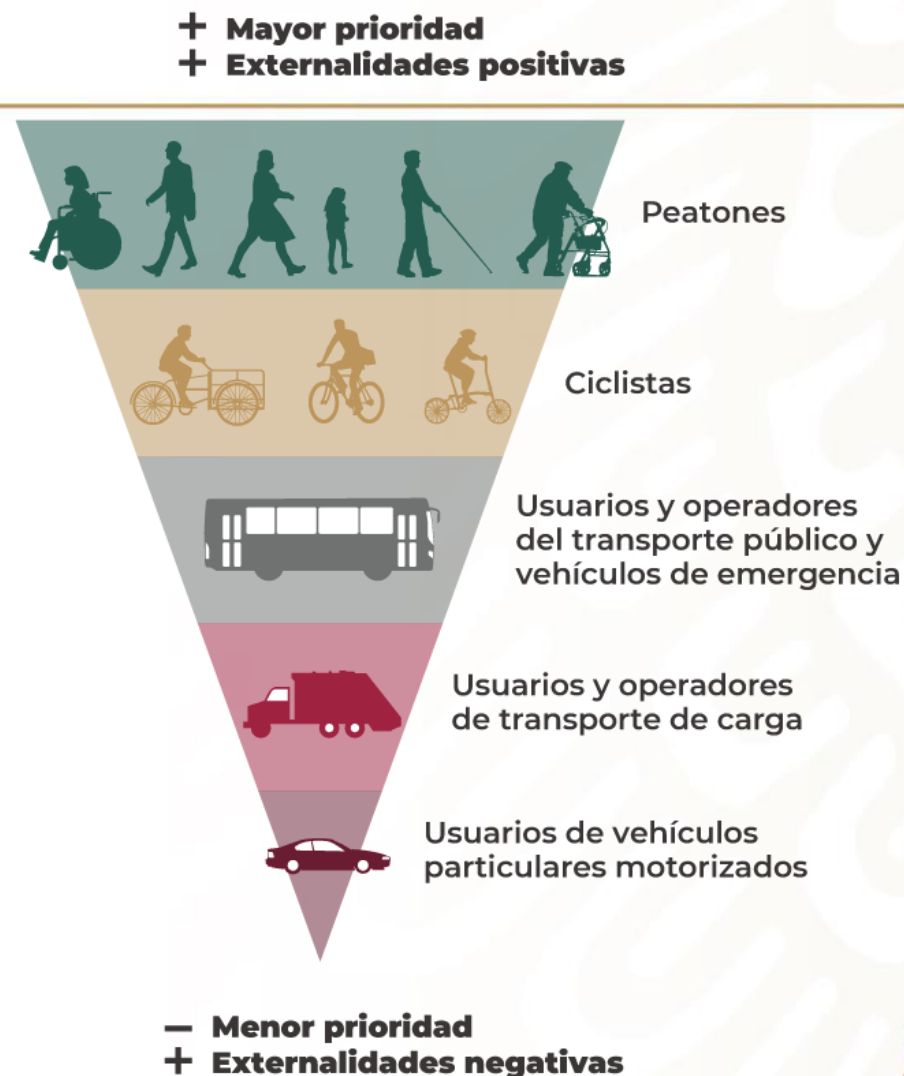 + Mayor prioridad
+ Externalidades positivas
Peatones
Ciclistas
Usuarios y operadores
del transporte público y
vehículos de emergencia
Usuarios y operadores
de transporte de carga
Usuarios de vehículos
particulares motorizados
− Menor prioridad
+ Externalidades negativas